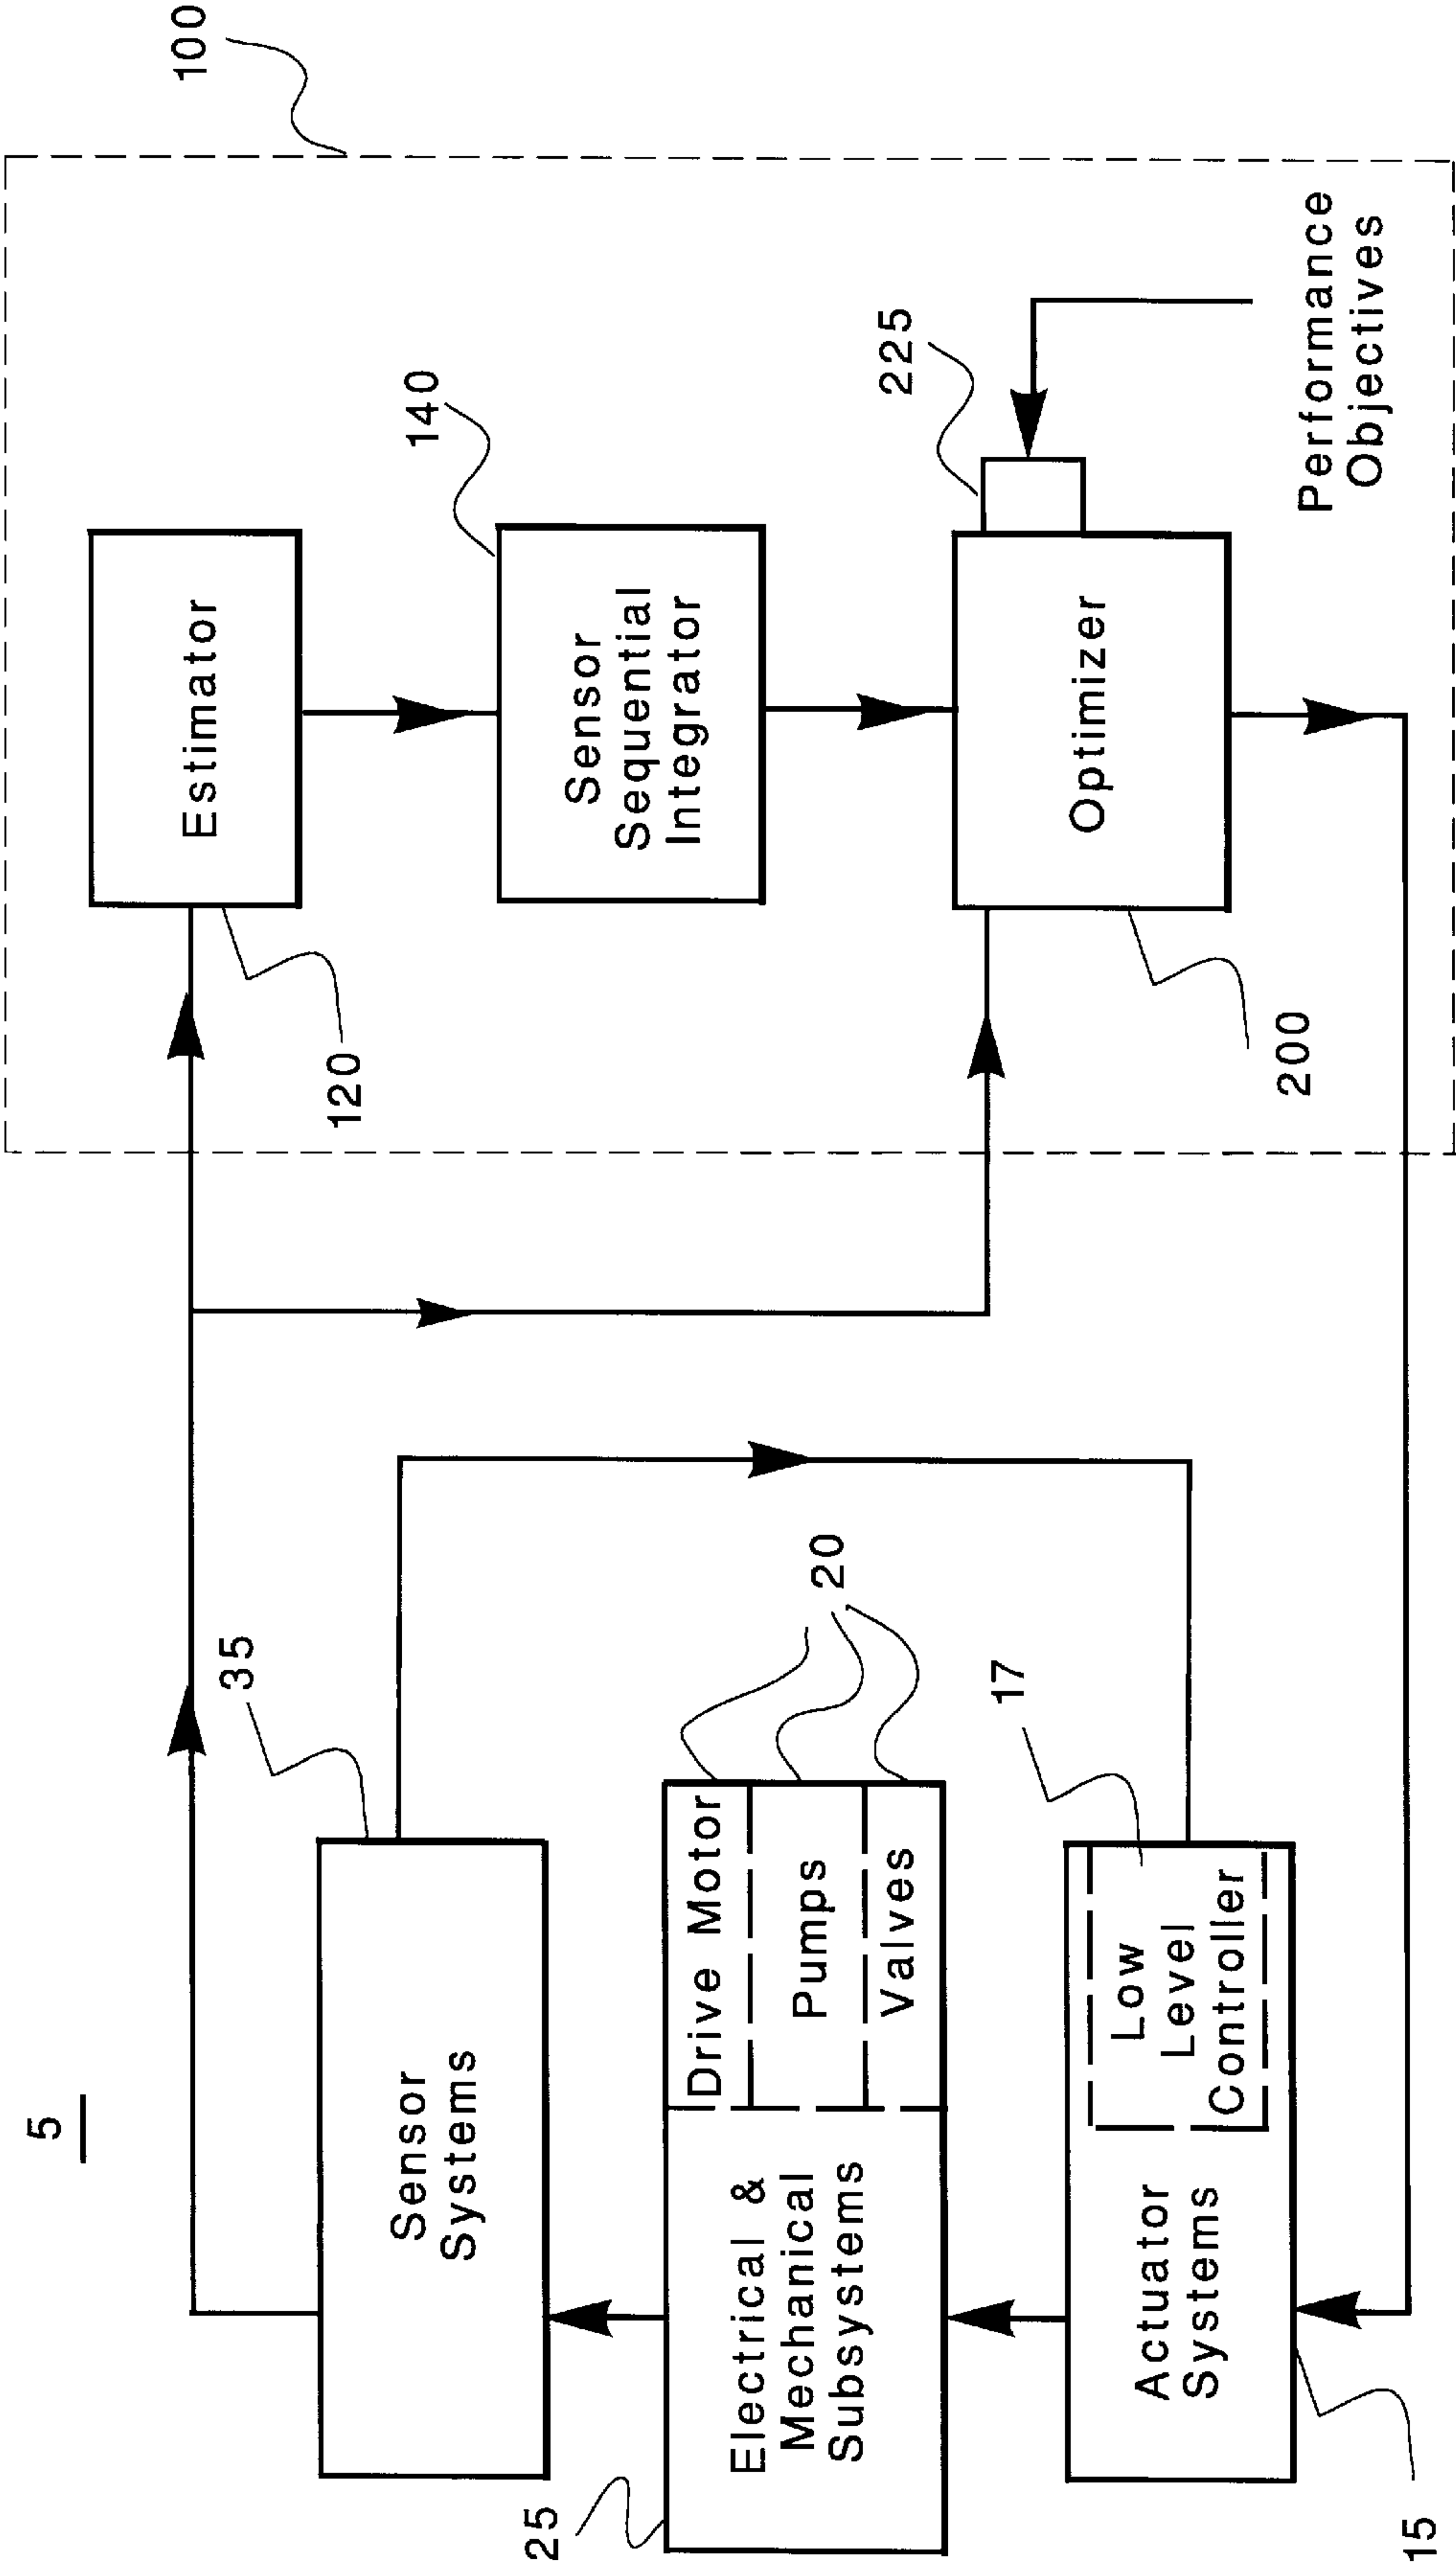 5
35
Sensor
Systems
25
Electrical &
Mechanical
Subsystems
Drive Motor
Pumps
Valves
20
Actuator
Systems
Low
Level
Controller
17
15
100
Estimator
120
140
Sensor
Sequential
Integrator
225
Optimizer
200
Performance
Objectives